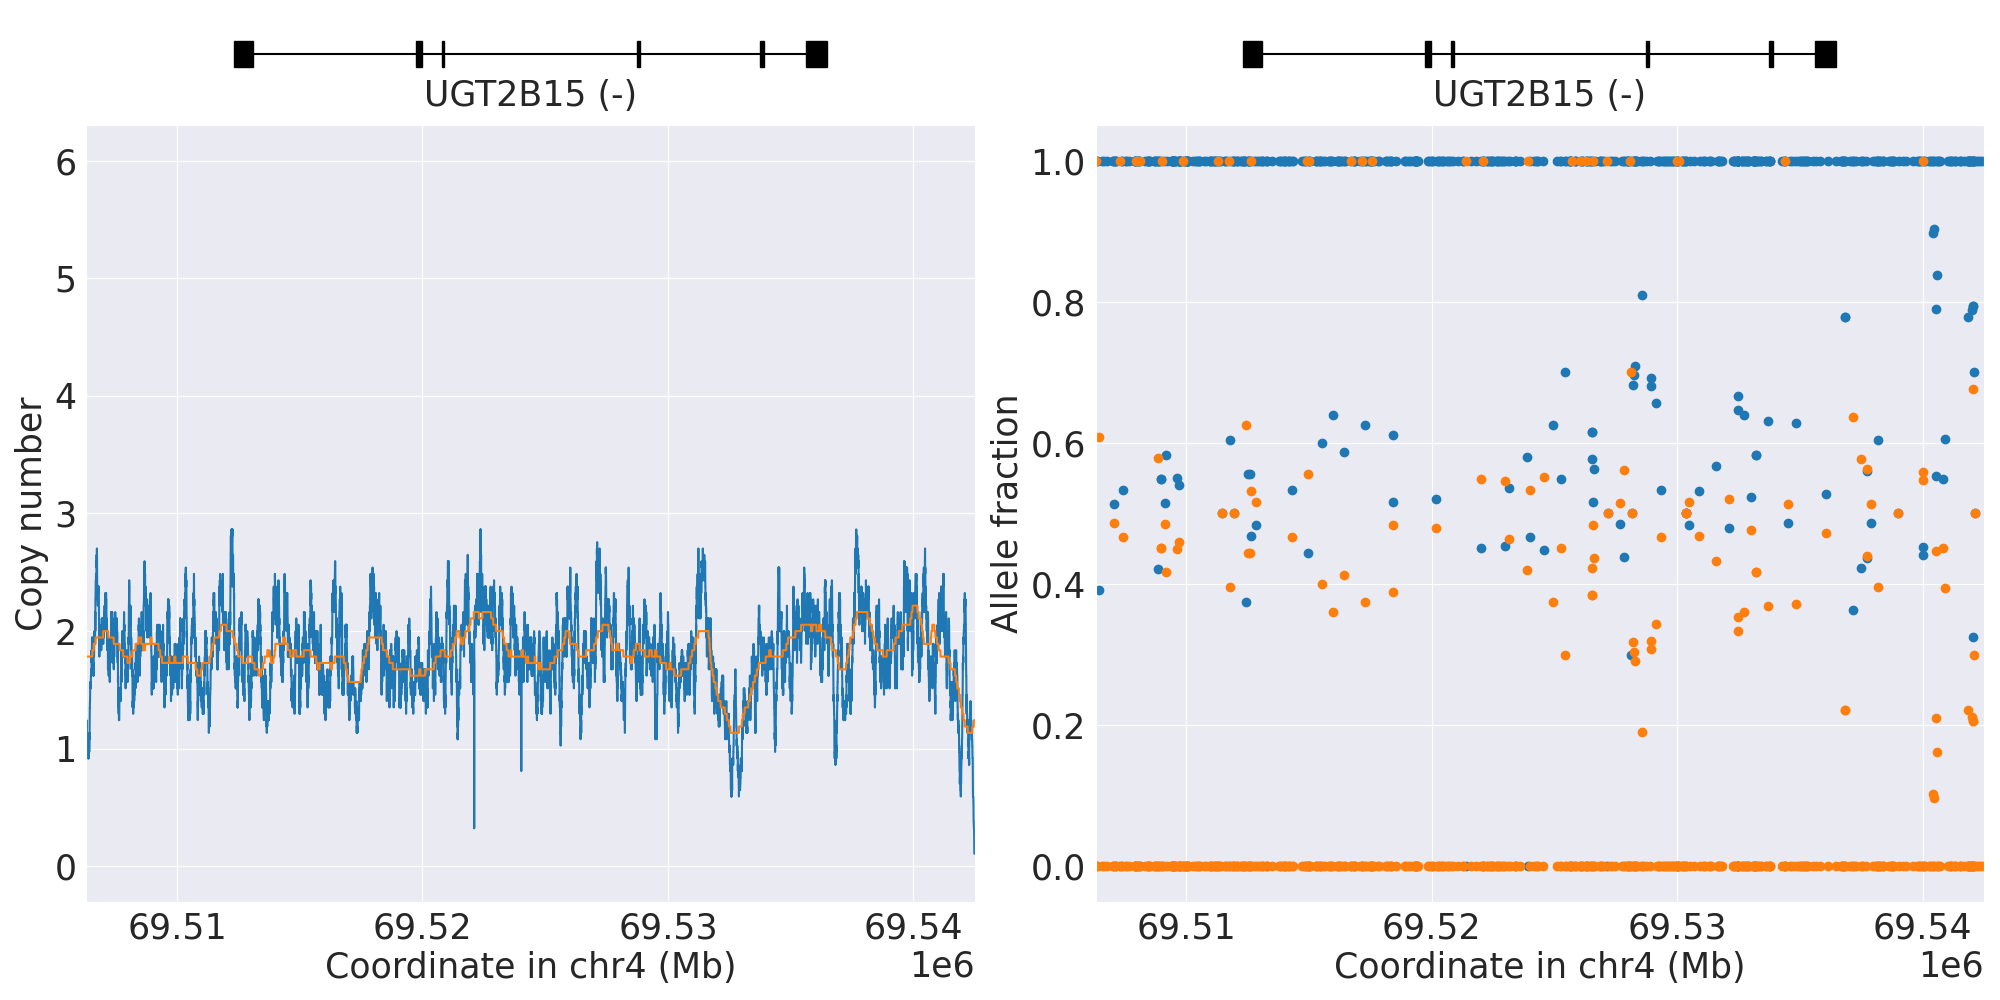 UGT2B15 (-)
6
5
4
3
2
1
0
Copy number
69.51 69.52 69.53 69.54
Coordinate in chr4 (Mb)
1e6
UGT2B15 (-)
1.0
0.8
0.6
0.4
0.2
0.0
Allele fraction
69.51 69.52 69.53 69.54
Coordinate in chr4 (Mb)
1e6